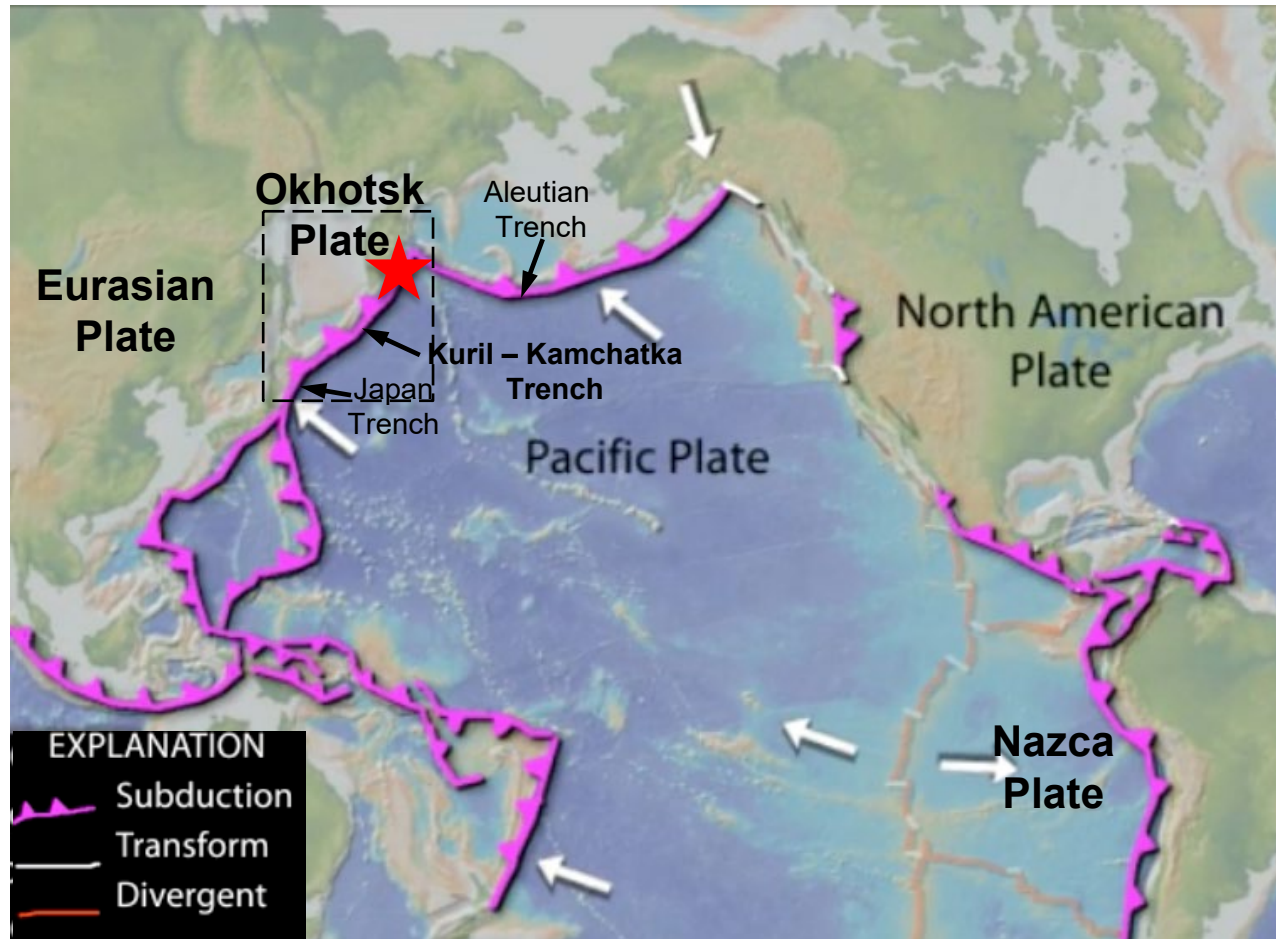 Okhotsk
Plate
Aleutian
Trench
Eurasian
Plate
North American
Plate
Kuril – Kamchatka
Trench
Japan
Trench
Pacific Plate
Nazca
Plate
EXPLANATION
Subduction
Transform
Divergent